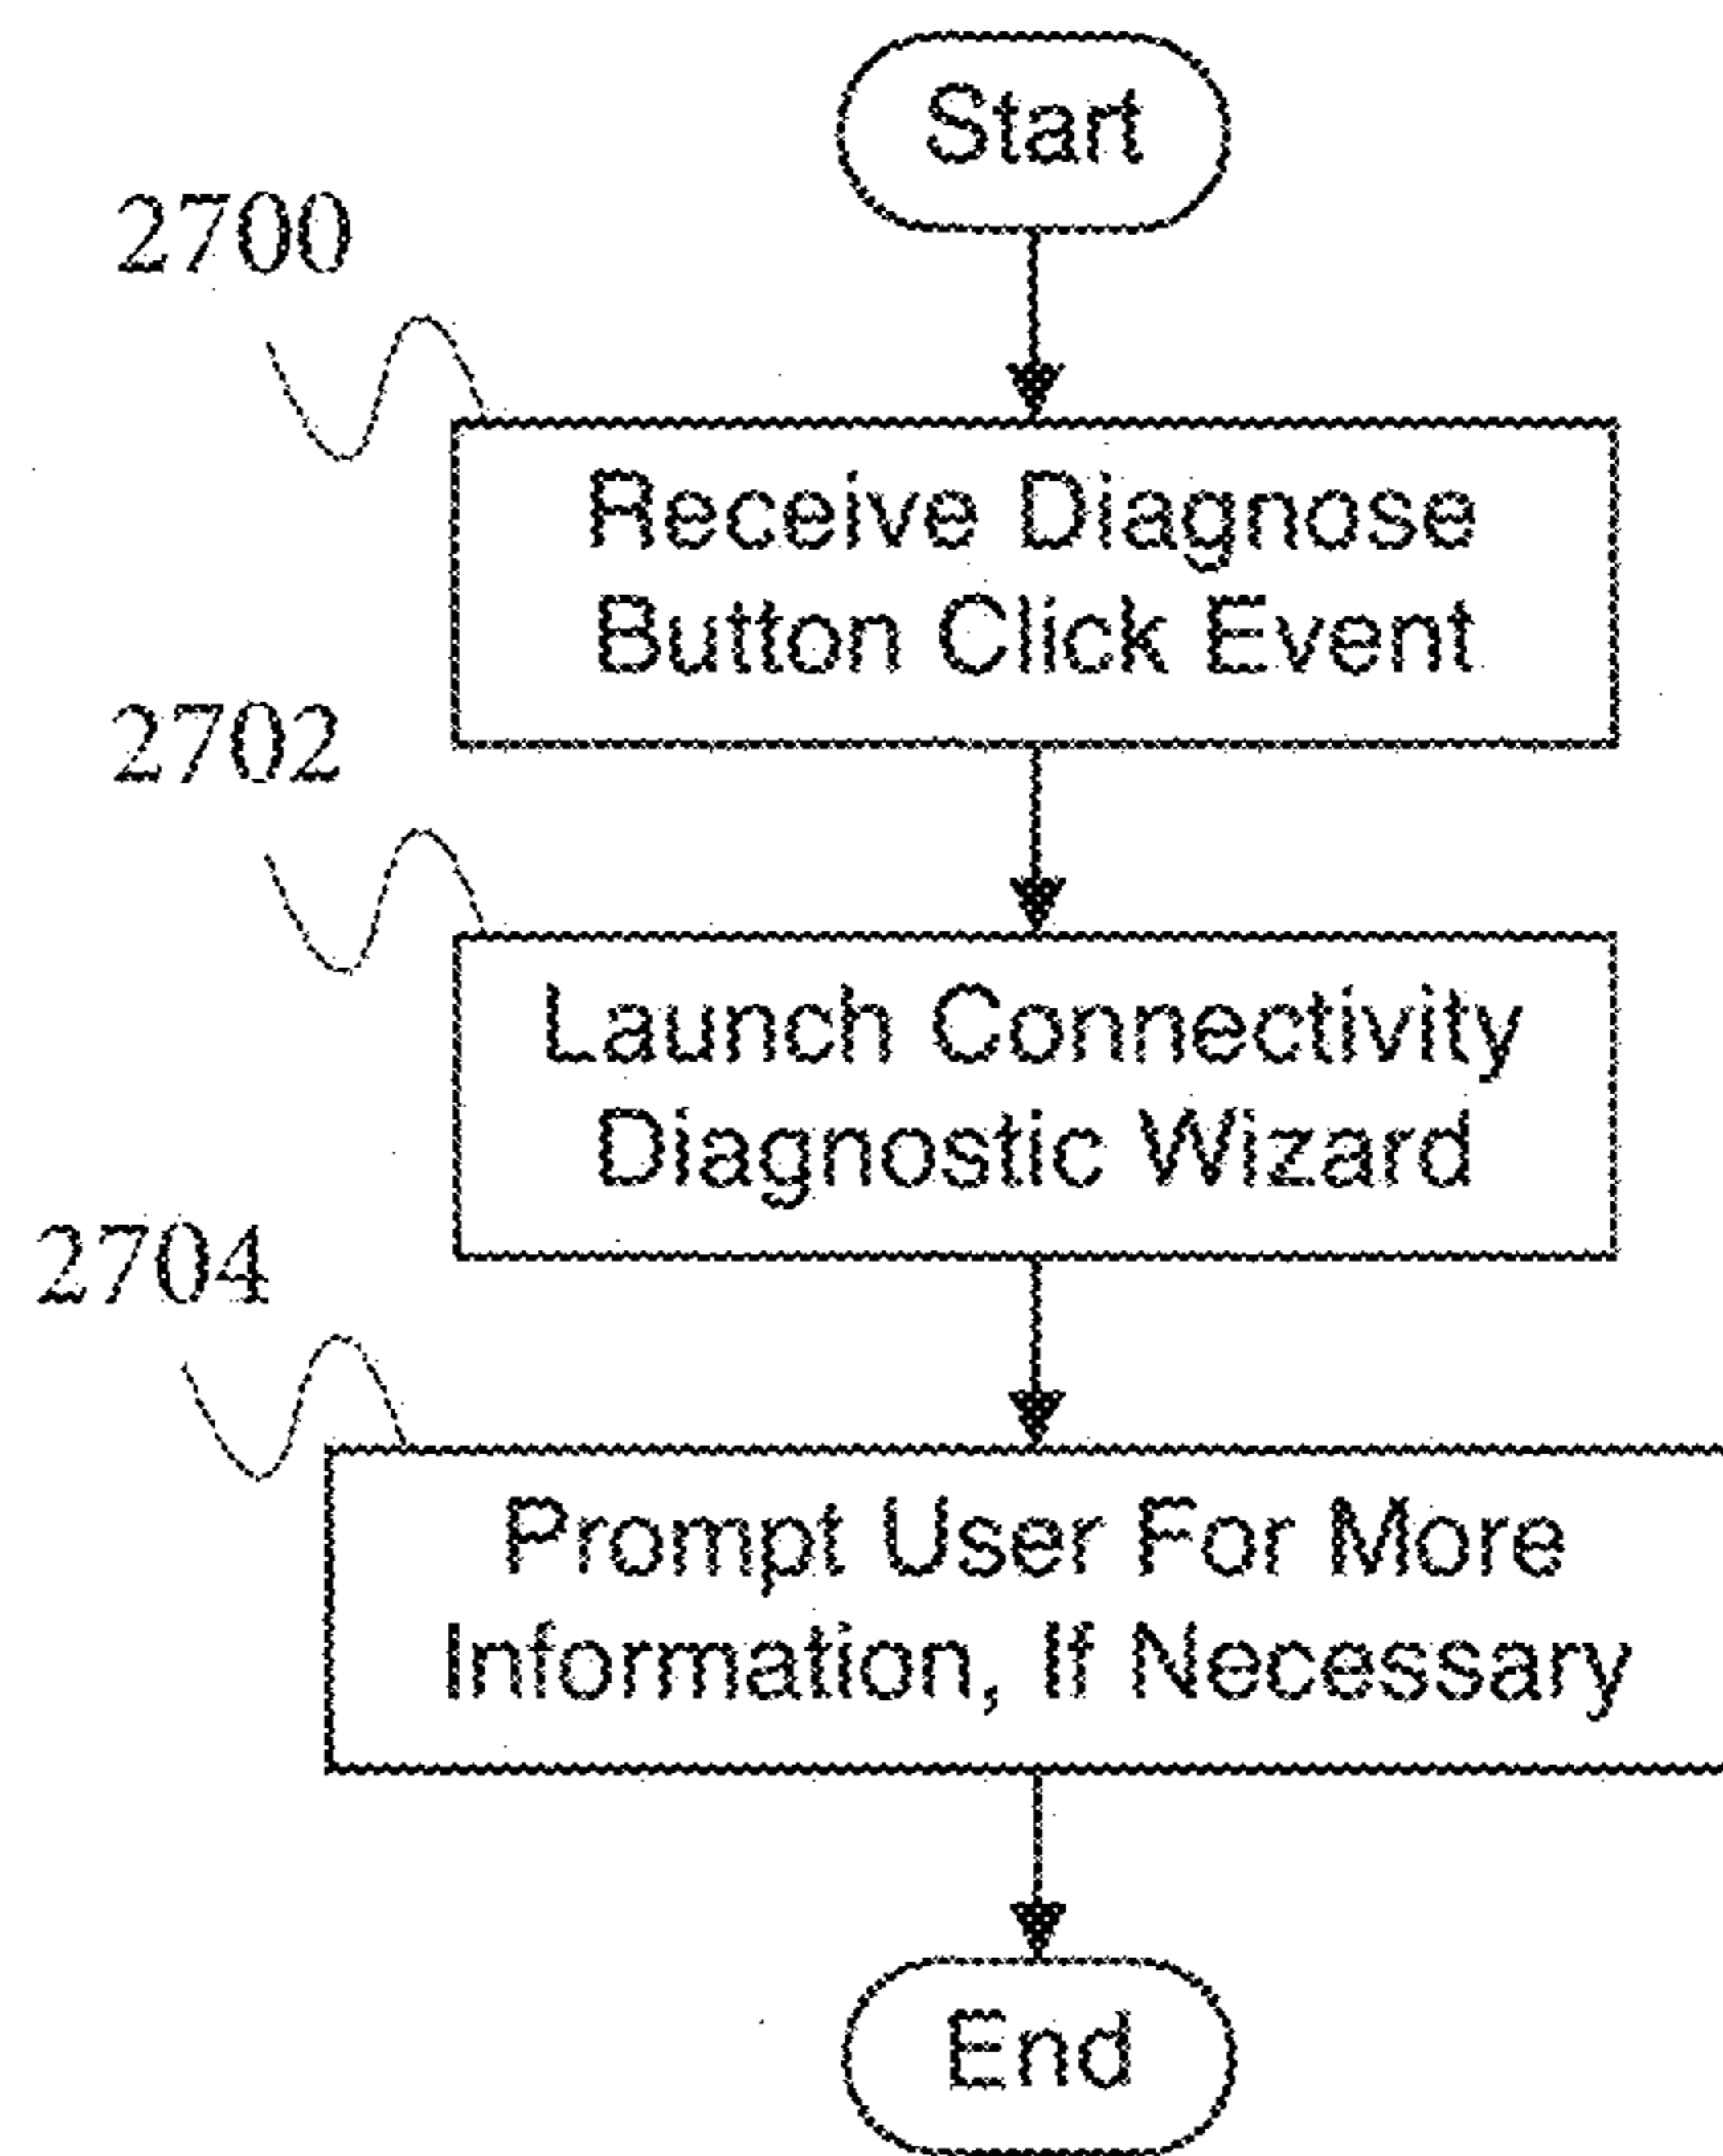 Start
2700
Receive Diagnose
Button Click Event
2702
Launch Connectivity
Diagnostic Wizard
2704
Prompt User For More
Information, If Necessary
End